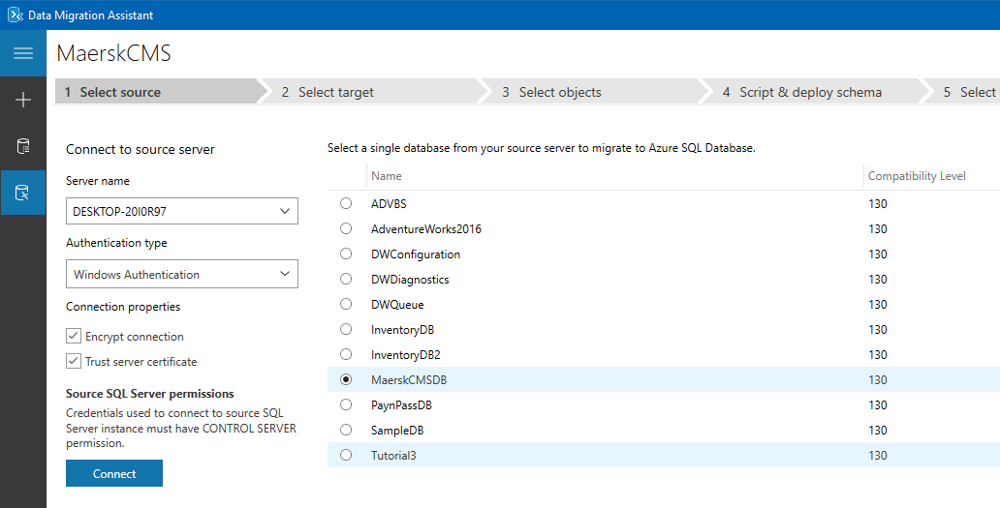 Data Migration Assistant
MaerskCMS
1 Select source
2 Select target
3 Select objects
4 Script & deploy schema
5 Select
Connect to source server
Server name
DESKTOP-20I0R97
Authentication type
Windows Authentication
Connection properties
Encrypt connection
Trust server certificate
Source SQL Server permissions
Credentials used to connect to source SQL
Server instance must have CONTROL SERVER
permission.
Connect
Select a single database from your source server to migrate to Azure SQL Database.
Name Compatibility Level
ADVBS 130
AdventureWorks2016 130
DWConfiguration 130
DWDiagnostics 130
DWQueue 130
InventoryDB 130
InventoryDB2 130
MaerskCMSDB 130
PaynPassDB 130
SampleDB 130
Tutorial3 130